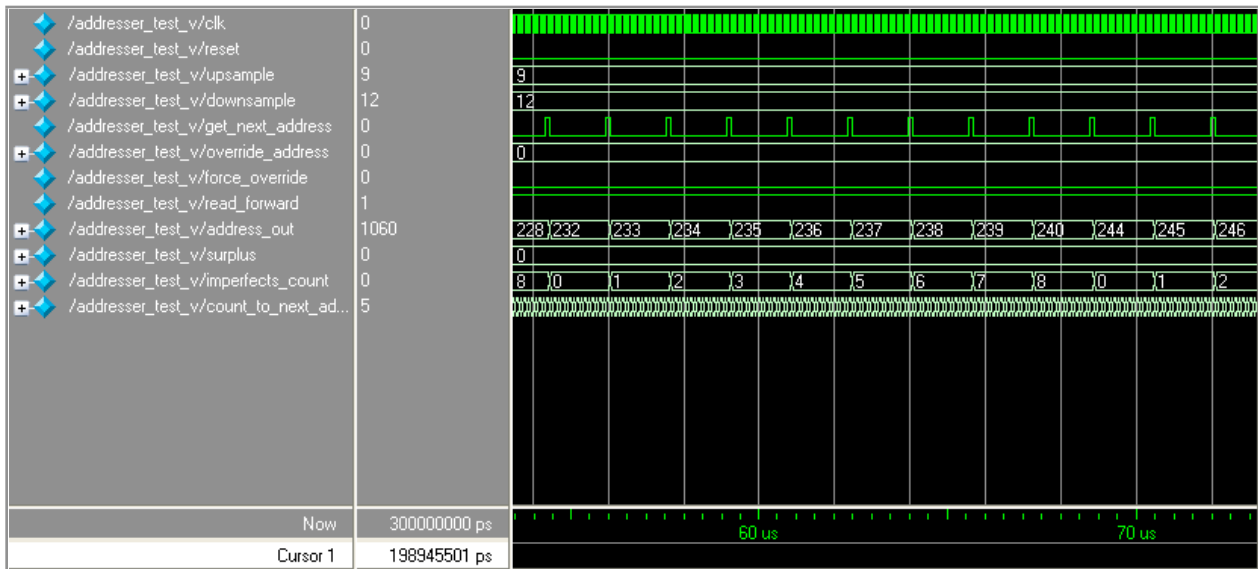 /addresser_test_v/clk 0
/addresser_test_v/reset 0
/addresser_test_v/upsample 9 9
/addresser_test_v/downsample 12 12
/addresser_test_v/get_next_address 0
/addresser_test_v/override_address 0 0
/addresser_test_v/force_override 0
/addresser_test_v/read_forward 1
/addresser_test_v/address_out 1060 228 232 233 234 235 236 237 238 239 240 244 245 246
/addresser_test_v/surplus 0 0
/addresser_test_v/imperfects_count 0 8 0 1 2 3 4 5 6 7 8 0 1 2
/addresser_test_v/count_to_next_ad... 5
Now 300000000 ps 60 us 70 us
Cursor 1 198945501 ps